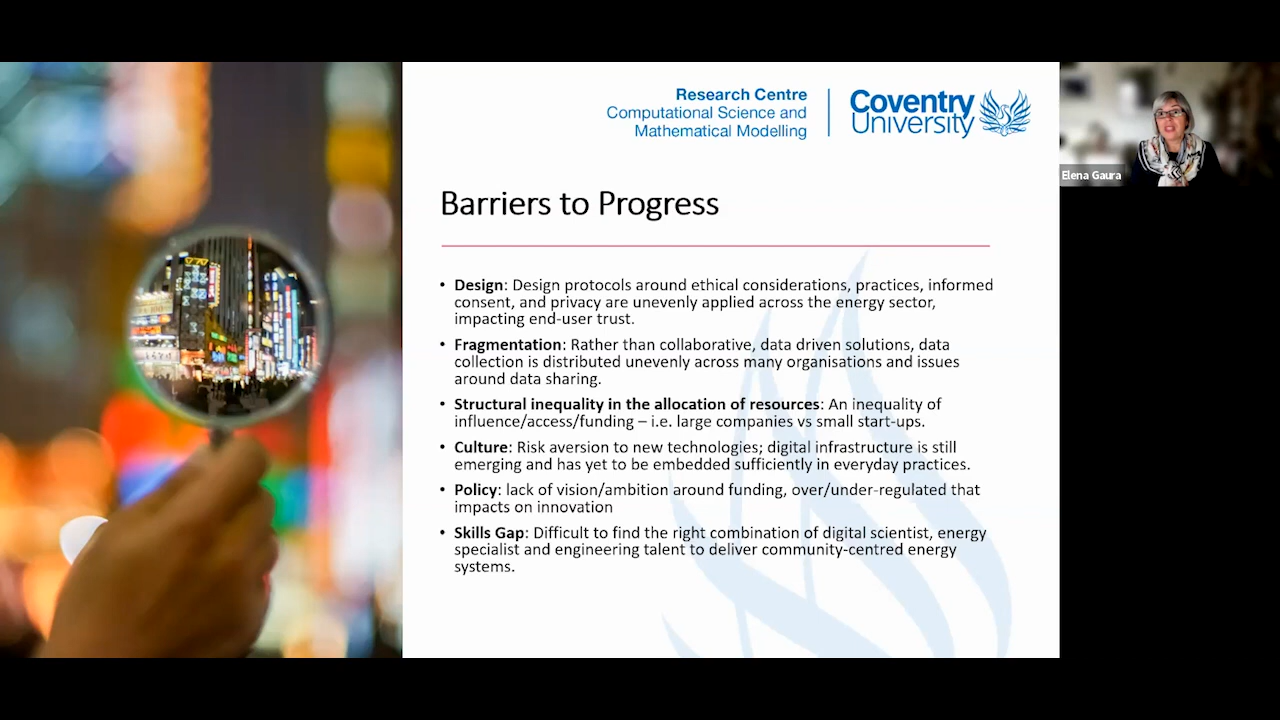 Research Centre
Computational Science and
Mathematical Modelling
Coventry
University
Elena Gaura
Barriers to Progress
• Design: Design protocols around ethical considerations, practices, informed
consent, and privacy are unevenly applied across the energy sector,
impacting end-user trust.
• Fragmentation: Rather than collaborative, data driven solutions, data
collection is distributed unevenly across many organisations and issues
around data sharing.
• Structural inequality in the allocation of resources: An inequality of
influence/access/funding – i.e. large companies vs small start-ups.
• Culture: Risk aversion to new technologies; digital infrastructure is still
emerging and has yet to be embedded sufficiently in everyday practices.
• Policy: lack of vision/ambition around funding, over/under-regulated that
impacts on innovation
• Skills Gap: Difficult to find the right combination of digital scientist, energy
specialist and engineering talent to deliver community-centred energy
systems.